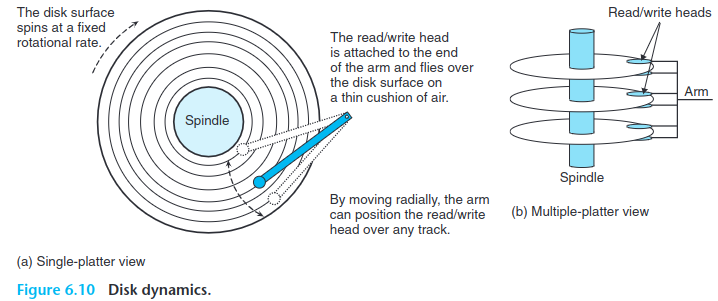 The disk surface
spins at a fixed
rotational rate.
Spindle
The read/write head
is attached to the end
of the arm and flies over
the disk surface on
a thin cushion of air.
By moving radially, the arm
can position the read/write
head over any track.
(a) Single-platter view
Read/write heads
Arm
Spindle
(b) Multiple-platter view
Figure 6.10 Disk dynamics.